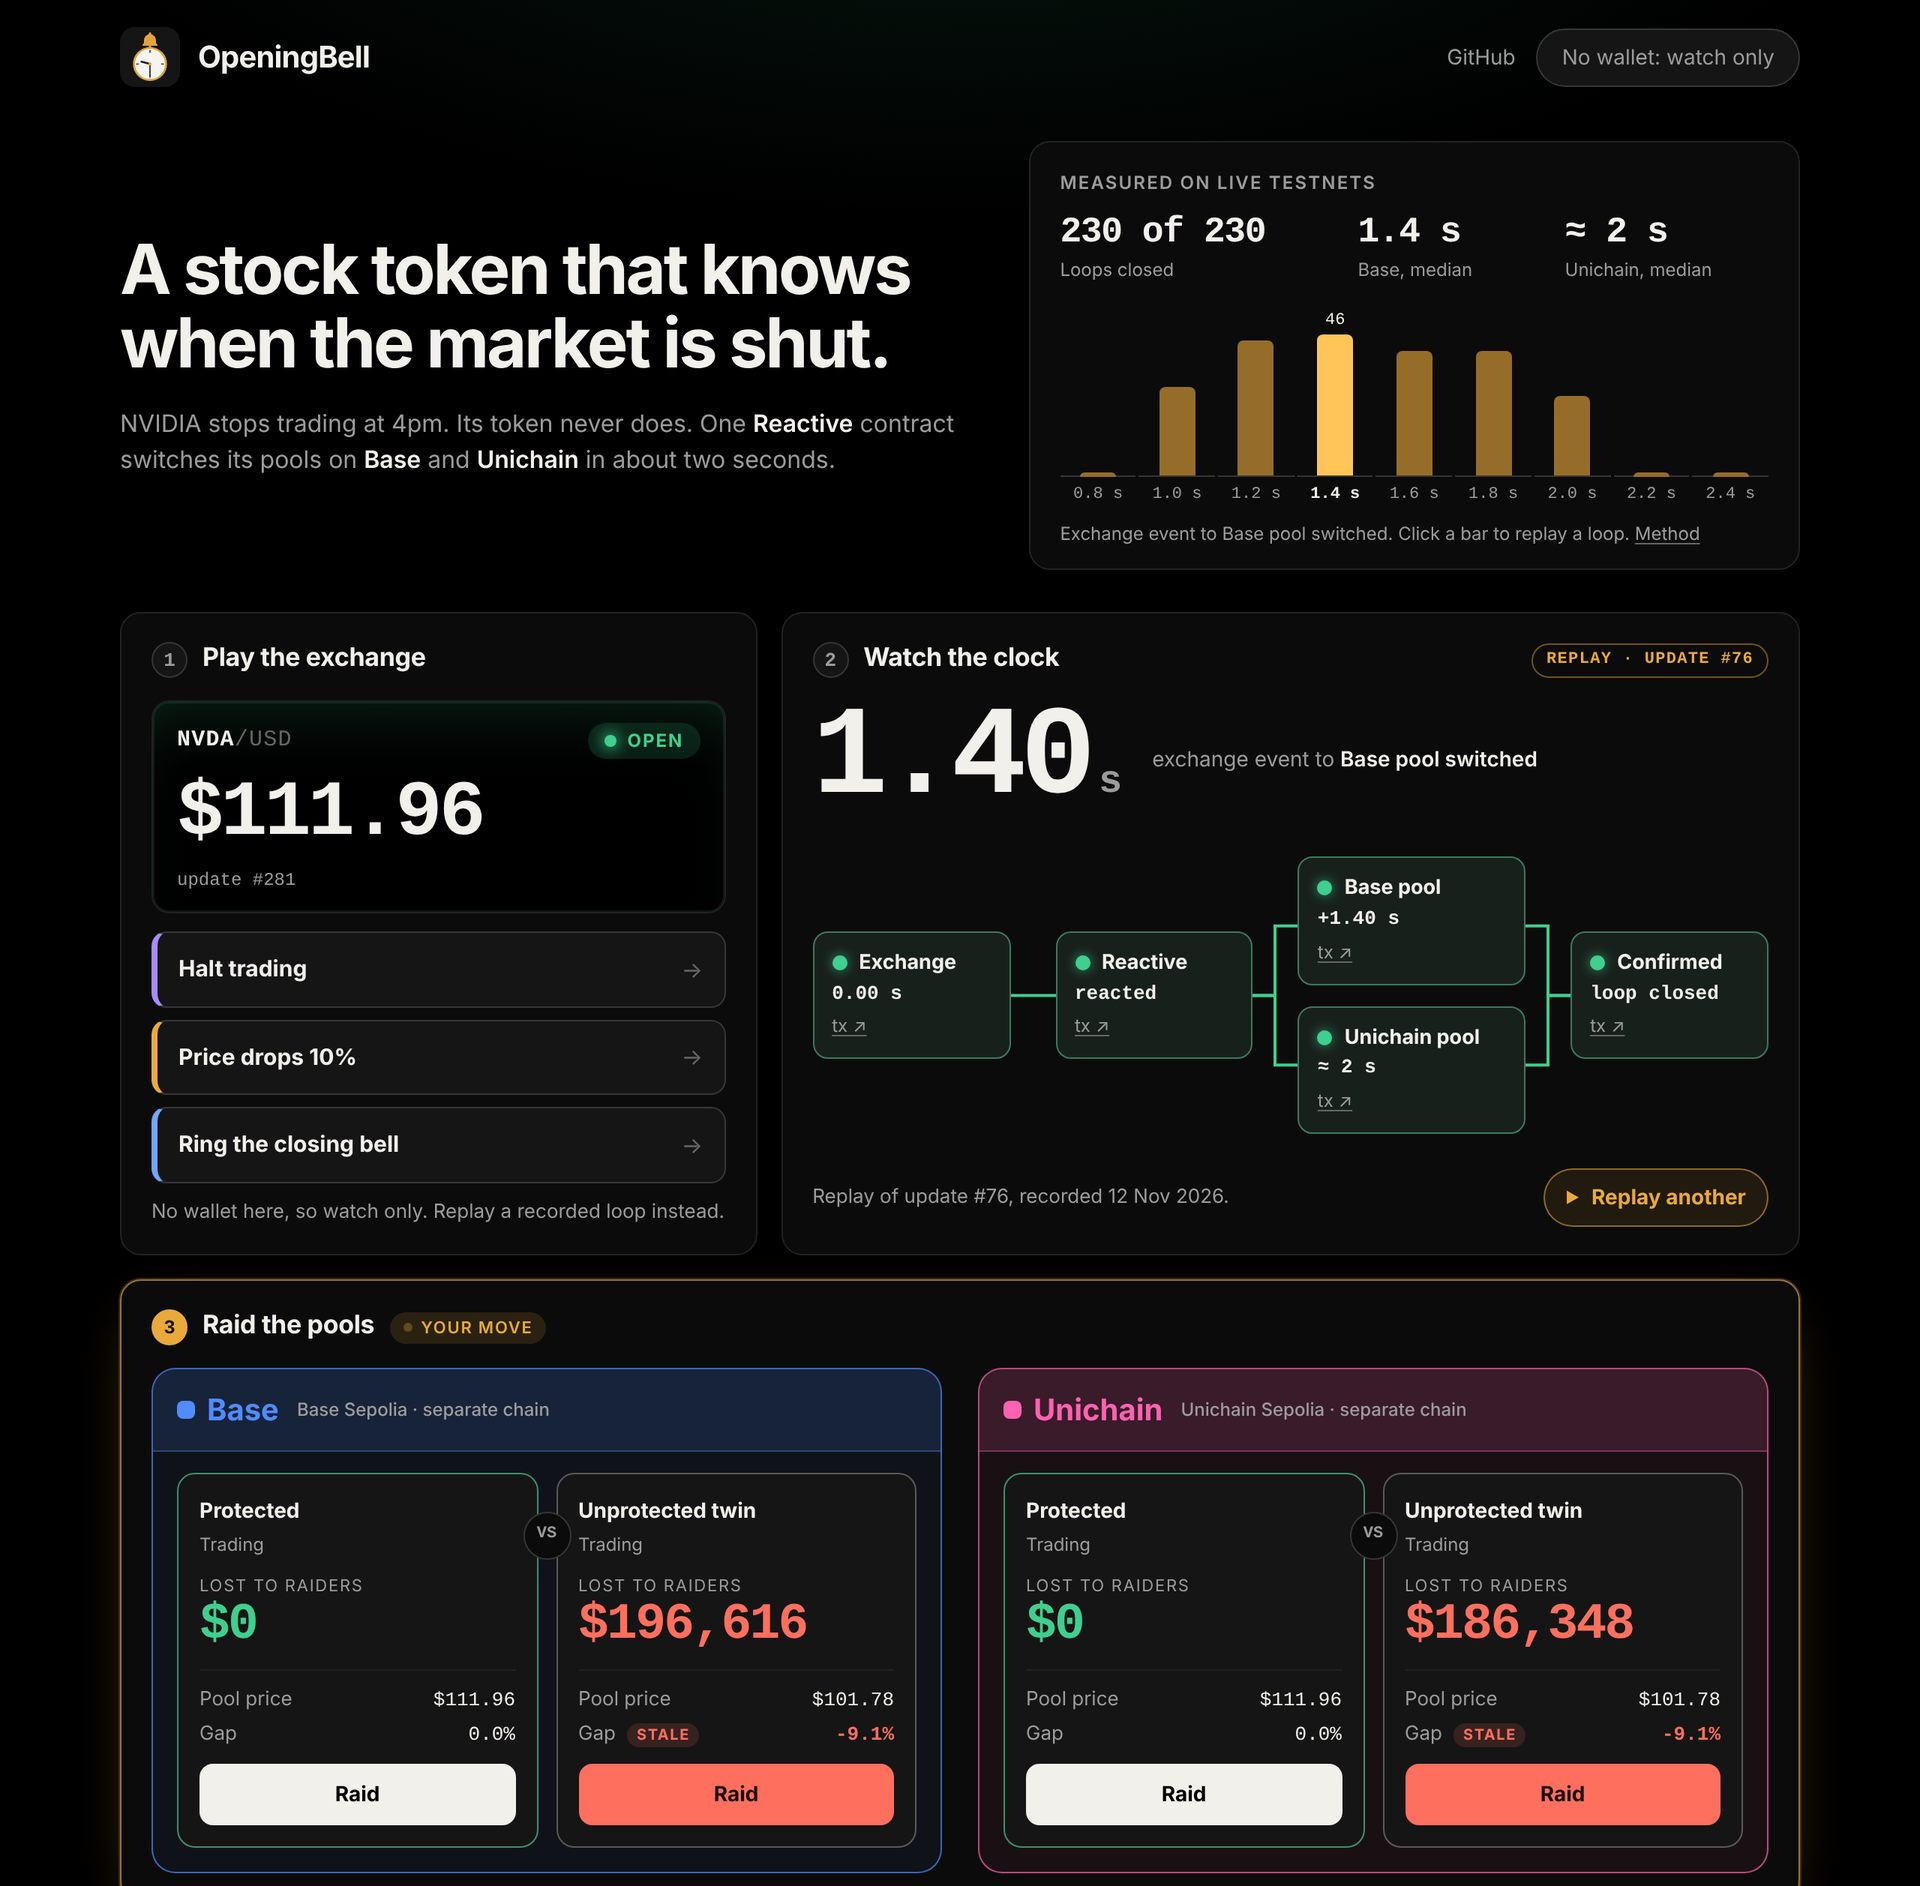 OpeningBell
GitHub
No wallet: watch only
A stock token that knows
when the market is shut.
NVIDIA stops trading at 4pm. Its token never does. One Reactive contract
switches its pools on Base and Unichain in about two seconds.
MEASURED ON LIVE TESTNETS
230 of 230
1.4 s
≈ 2 s
Loops closed
Base, median
Unichain, median
46
0.8 s
1.0 s
1.2 s
1.4 s
1.6 s
1.8 s
2.0 s
2.2 s
2.4 s
Exchange event to Base pool switched. Click a bar to replay a loop. Method
1
Play the exchange
NVDA/USD
OPEN
$111.96
update #281
Halt trading →
Price drops 10% →
Ring the closing bell →
No wallet here, so watch only. Replay a recorded loop instead.
2
Watch the clock
REPLAY · UPDATE #76
1.40 s
exchange event to Base pool switched
Exchange
0.00 s
tx ↗
Reactive
reacted
tx ↗
Base pool
+1.40 s
tx ↗
Unichain pool
≈ 2 s
tx ↗
Confirmed
loop closed
tx ↗
Replay of update #76, recorded 12 Nov 2026.
▶ Replay another
3
Raid the pools
YOUR MOVE
Base
Base Sepolia · separate chain
Protected
Trading
LOST TO RAIDERS
$0
Pool price $111.96
Gap 0.0%
Raid
VS
Unprotected twin
Trading
LOST TO RAIDERS
$196,616
Pool price $101.78
Gap STALE -9.1%
Raid
Unichain
Unichain Sepolia · separate chain
Protected
Trading
LOST TO RAIDERS
$0
Pool price $111.96
Gap 0.0%
Raid
VS
Unprotected twin
Trading
LOST TO RAIDERS
$186,348
Pool price $101.78
Gap STALE -9.1%
Raid